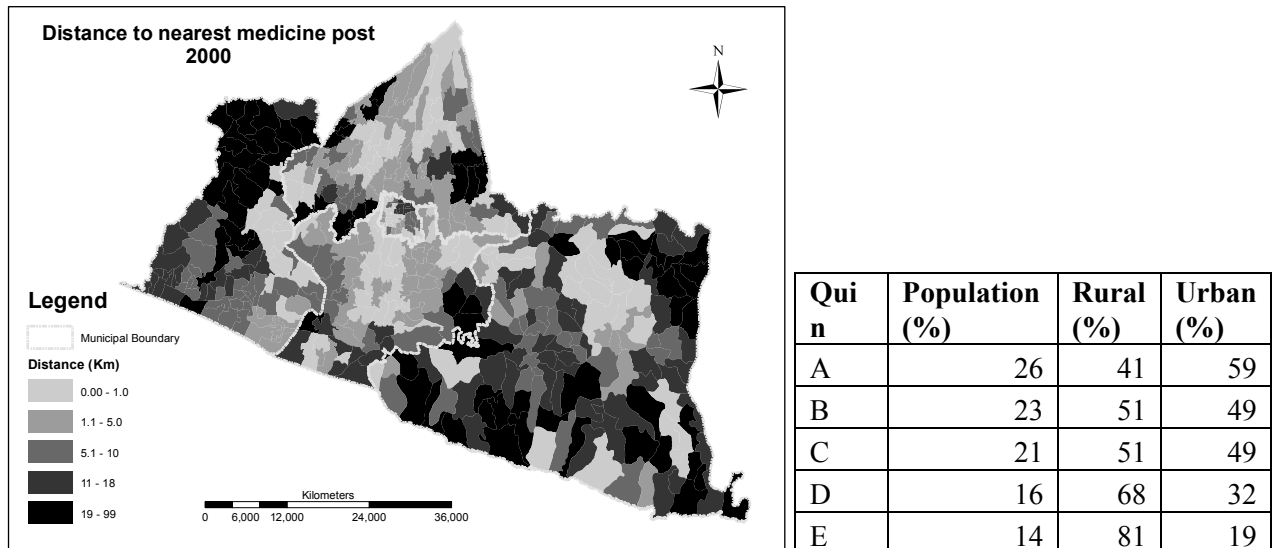 Distance to nearest medicine post
2000
N
Legend
Municipal Boundary
Distance (Km)
0.00 - 1.0
1.1 - 5.0
5.1 - 10
11 - 18
19 - 99
Kilometers
0 6,000 12,000 24,000 36,000
Qui Population Rural Urban
n (%) (%) (%)
A 26 41 59
B 23 51 49
C 21 51 49
D 16 68 32
E 14 81 19